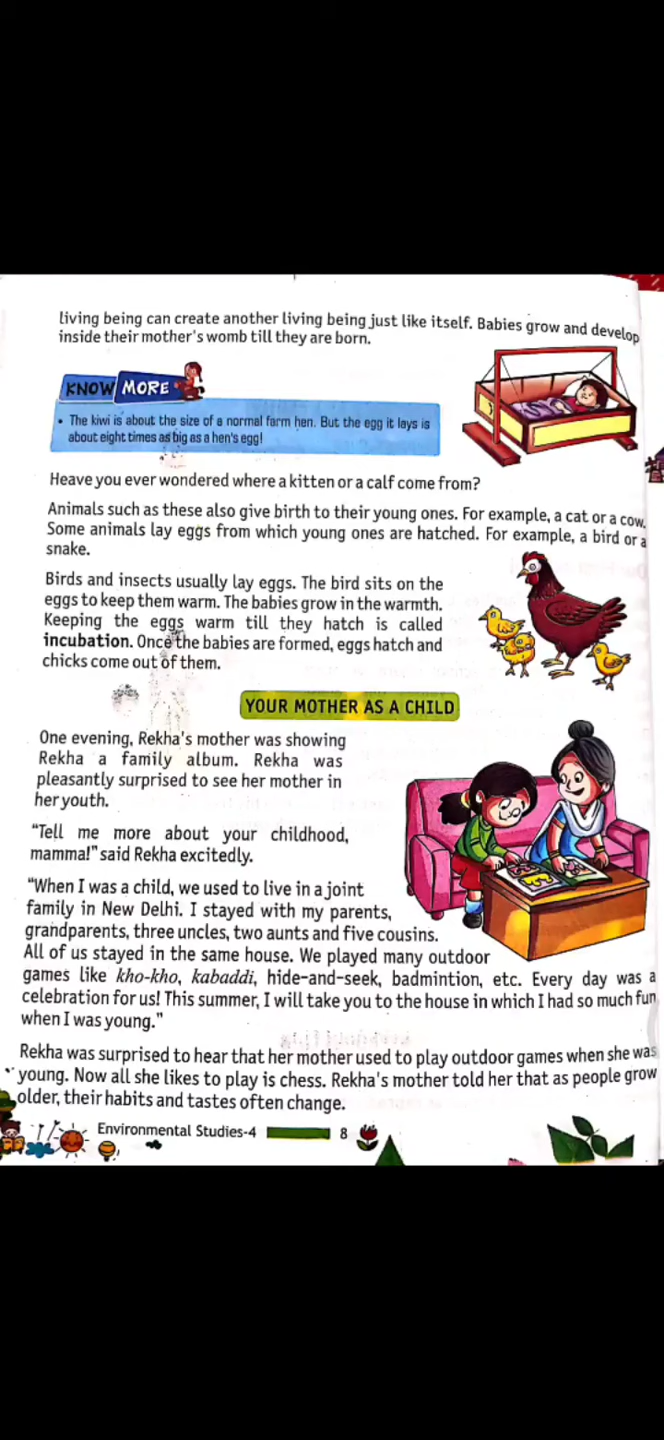 living being can create another living being just like itself. Babies grow and develop
inside their mother's womb till they are born.
KNOW MORE
• The kiwi is about the size of a normal farm hen. But the egg it lays is
about eight times as big as a hen's egg!
Heave you ever wondered where a kitten or a calf come from?
Animals such as these also give birth to their young ones. For example, a cat or a cow.
Some animals lay eggs from which young ones are hatched. For example, a bird or a
snake.
Birds and insects usually lay eggs. The bird sits on the
eggs to keep them warm. The babies grow in the warmth.
Keeping the eggs warm till they hatch is called
incubation. Once the babies are formed, eggs hatch and
chicks come out of them.
YOUR MOTHER AS A CHILD
One evening, Rekha's mother was showing
Rekha a family album. Rekha was
pleasantly surprised to see her mother in
her youth.
"Tell me more about your childhood,
mamma!" said Rekha excitedly.
"When I was a child, we used to live in a joint
family in New Delhi. I stayed with my parents,
grandparents, three uncles, two aunts and five cousins.
All of us stayed in the same house. We played many outdoor
games like kho-kho, kabaddi, hide-and-seek, badmintion, etc. Every day was a
celebration for us! This summer, I will take you to the house in which I had so much fun
when I was young."
Rekha was surprised to hear that her mother used to play outdoor games when she was
young. Now all she likes to play is chess. Rekha's mother told her that as people grow
older, their habits and tastes often change.
Environmental Studies-4 8